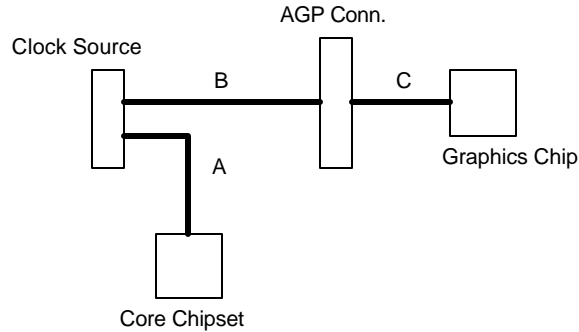 AGP Conn.
Clock Source
B
C
Graphics Chip
A
Core Chipset